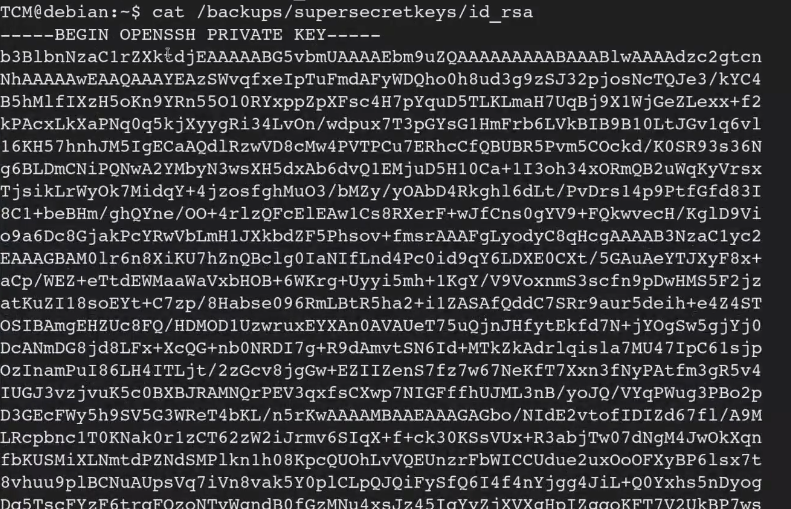 TCM@debian:~$ cat /backups/supersecretkeys/id_rsa
-----BEGIN OPENSSH PRIVATE KEY-----
b3BlbnNzaC1rZXktdjEAAAAABG5vbmUAAAAEbm9uZQAAAAAAAAABAAABlwAAAAdzc2gtcn
NhAAAAAwEAAQAAAYEAzSWvqfxeIpTuFmdAFyWDQho0h8ud3g9zSJ32pjosNcTQJe3/kYC4
B5hMlfIXzH5oKn9YRn55O10RYxppZpXFsc4H7pYquD5TLKLmaH7UqBj9X1WjGeZLexx+f2
kPAcxLkXaPNq0q5kjXyygRi34LvOn/wdpux7T3pGYsG1HmFrb6LVkBIB9B10LtJGv1q6vl
16KH57hnhJM5IgECaAQdlRzwVD8cMw4PVTPCu7ERhcCfQBUBR5Pvm5COckd/K0SR93s36N
g6BLDmCNiPQNwA2YMbyN3wsXH5dxAb6dvQ1EMjuD5H10Ca+1I3oh34xORmQB2uWqKyVrsx
TjsikLrWyOk7MidqY+4jzosfghMuO3/bMZy/yOAbD4Rkghl6dLt/PvDrs14p9PtfGfd83I
8C1+beBHm/ghQYne/OO+4rlzQFcElEAw1Cs8RXerF+wJfCns0gYV9+FQkwvecH/KglD9Vi
o9a6Dc8GjakPcYRwVbLmH1JXkbdZF5Phsov+fmsrAAAFgLyodyC8qHcgAAAAB3NzaC1yc2
EAAAGBAM0lr6n8XiKU7hZnQBclg0IaNIfLnd4Pc0id9qY6LDXE0CXt/5GAuAeYTJXyF8x+
aCp/WEZ+eTtdEWMaaWaVxbHOB+6WKrg+Uyyi5mh+1KgY/V9VoxnmS3scfn9pDwHMS5F2jz
atKuZI18soEYt+C7zp/8Habse096RmLBtR5ha2+i1ZASAfQddC7SRr9aur5deih+e4Z4ST
OSIBAmgEHZUc8FQ/HDMOD1UzwruxEYXAn0AVAUeT75uQjnJHfytEkfd7N+jYOgSw5gjYj0
DcANmDG8jd8LFx+XcQG+nb0NRDI7g+R9dAmvtSN6Id+MTkZkAdrlqisla7MU47IpC61sjp
OzInamPuI86LH4ITLjt/2zGcv8jgGw+EZIIZenS7fz7w67NeKfT7Xxn3fNyPAtfm3gR5v4
IUGJ3vzjvuK5c0BXBJRAMNQrPEV3qxfsCXwp7NIGFffhUJML3nB/yoJQ/VYqPWug3PBo2p
D3GEcFWy5h9SV5G3WReT4bKL/n5rKwAAAAMBAAEAAAGAGbo/NIdE2vtofIDIZd67fl/A9M
LRcpbnc1T0KNak0r1zCT62zW2iJrmv6SIqX+f+ck30KSsVUx+R3abjTw07dNgM4JwOkXqn
fbKUSMiXLNmtdPZNdSMPlkn1h08KpcQUOhLvVQEUnzrFbWICCUdue2uxOoOFXyBP6lsx7t
8vhuu9plBCNuAUpsVq7iVn8vak5Y0plCLpQJQiFySfQ6I4f4nYjgg4JiL+Q0Yxhs5nDyog